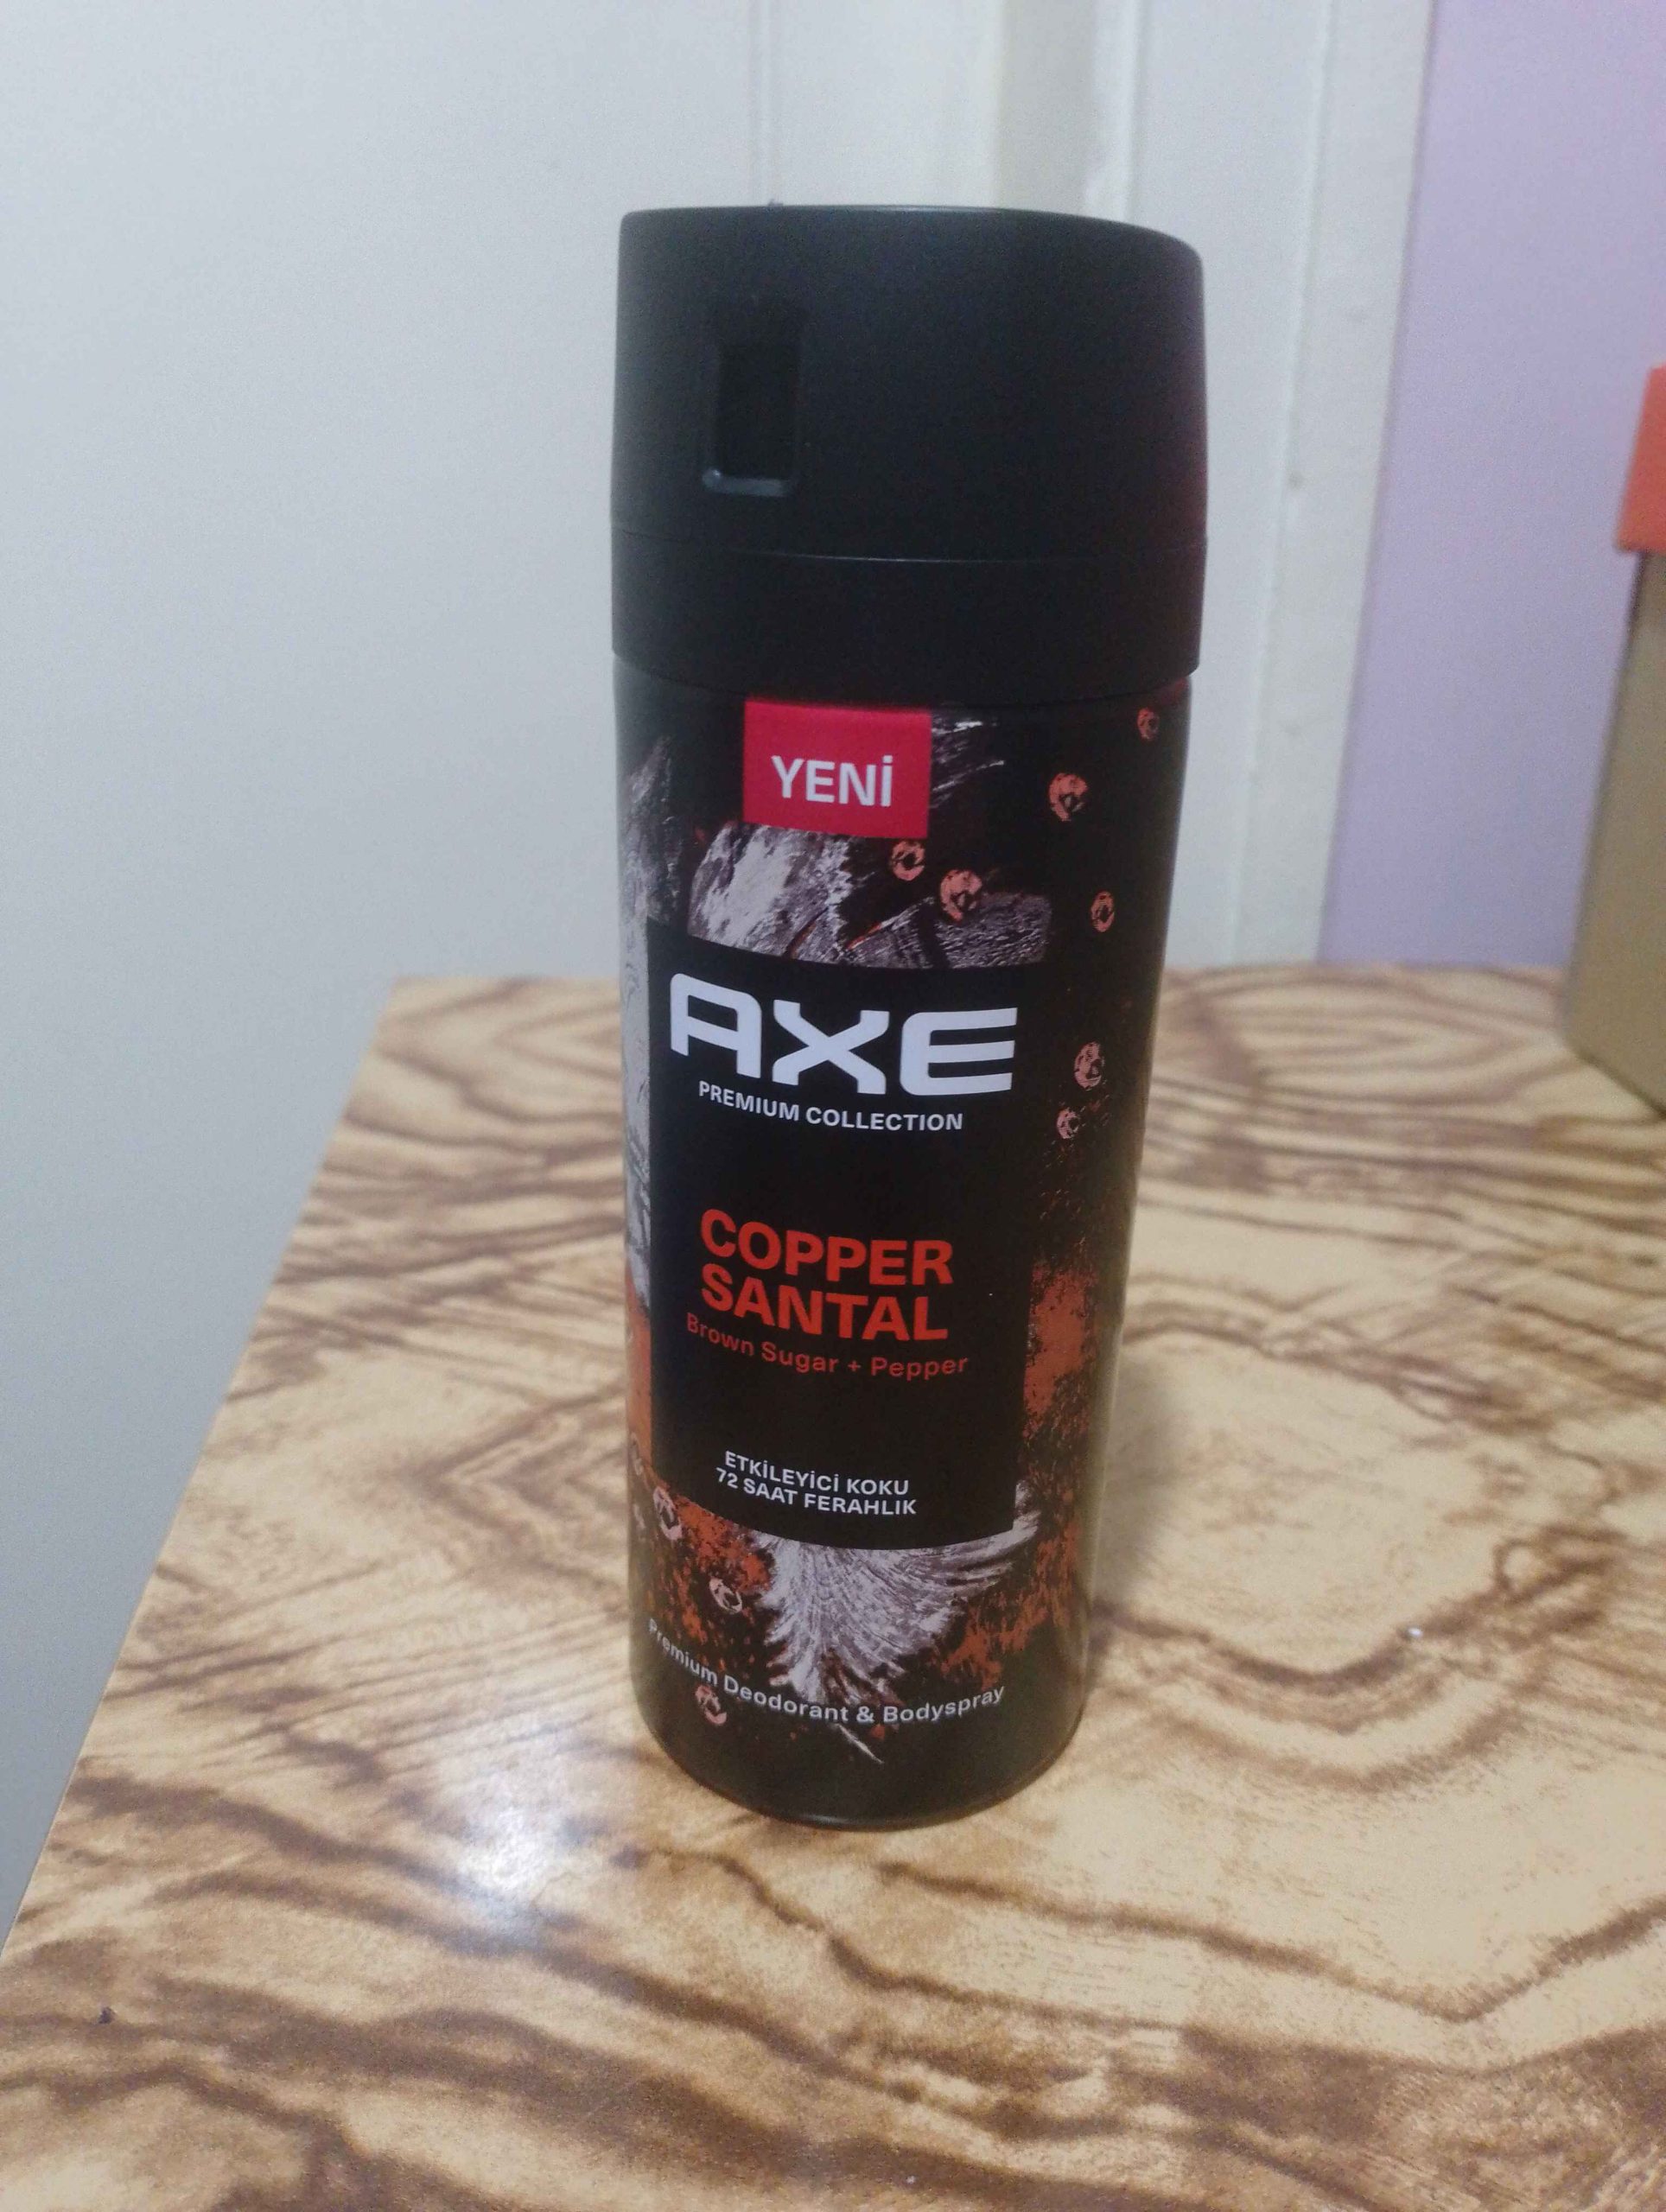 YENİ
AXE
PREMIUM COLLECTION
COPPER
SANTAL
Brown Sugar + Pepper
ETKİLEYİCİ KOKU
72 SAAT FERAHLIK
Premium Deodorant & Bodyspray